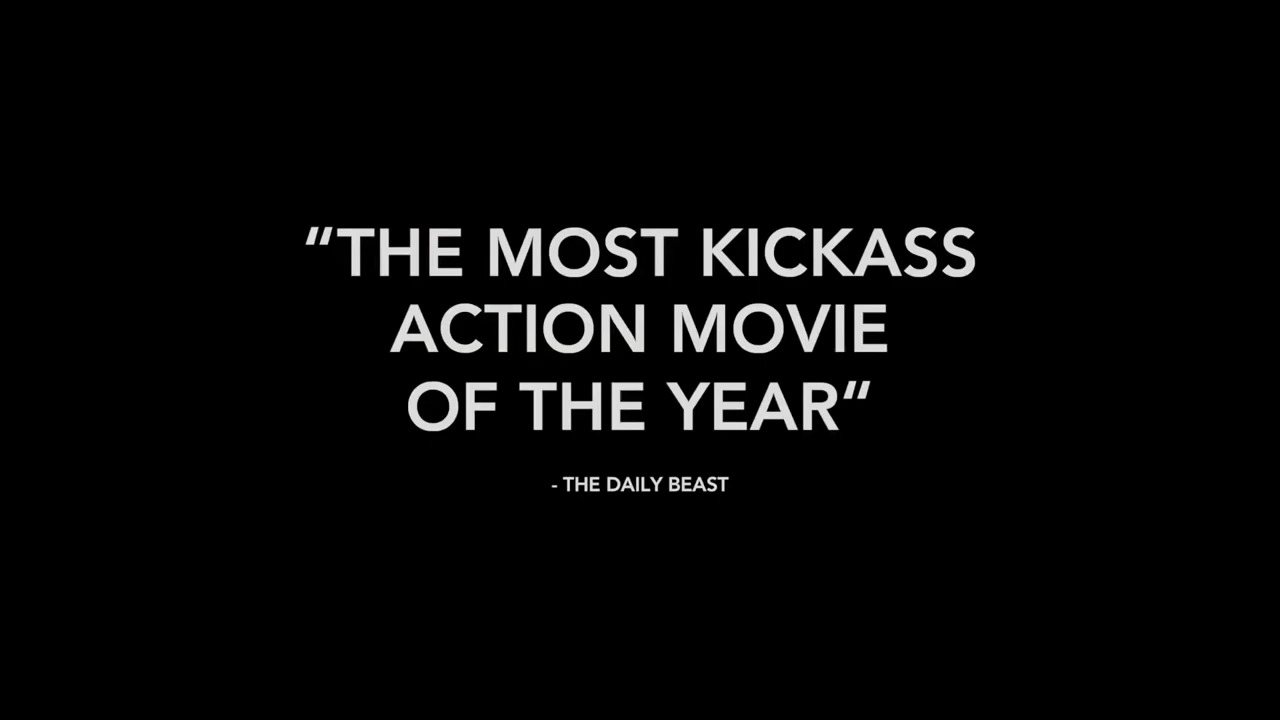 “THE MOST KICKASS
ACTION MOVIE
OF THE YEAR“
- THE DAILY BEAST